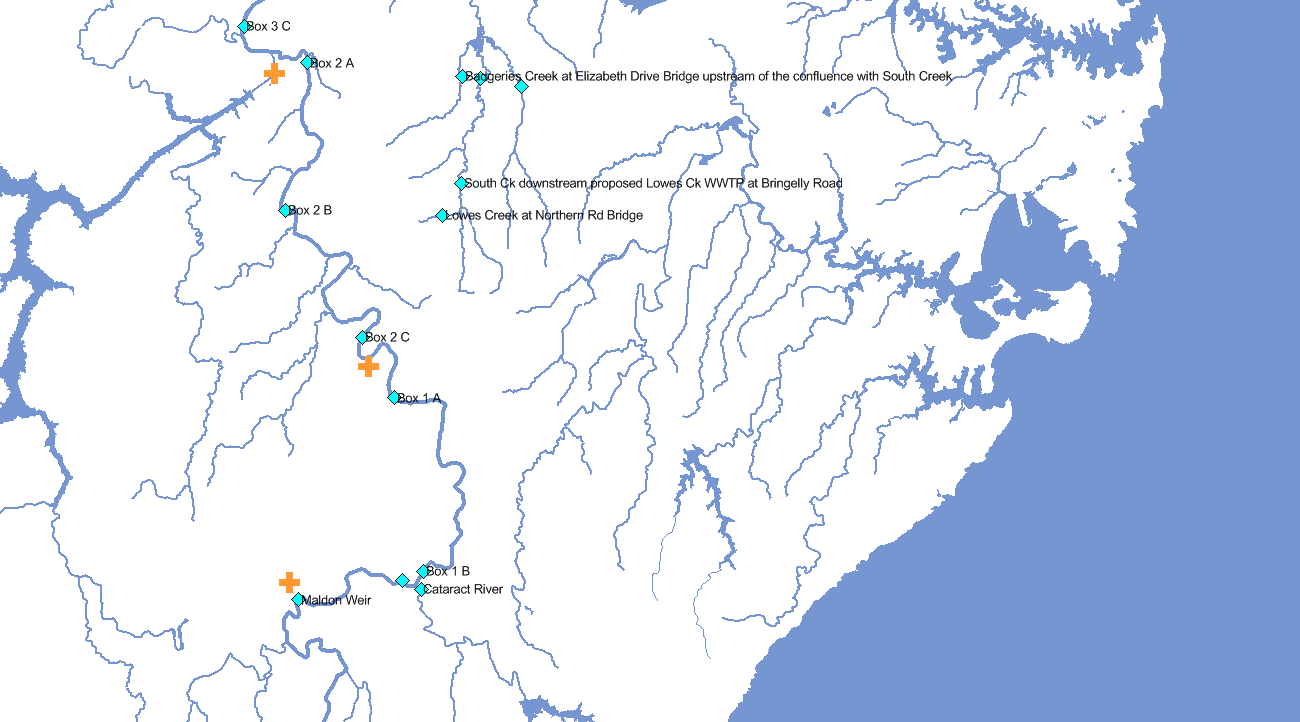 Box 3 C
Box 2 A
Badgeries Creek at Elizabeth Drive Bridge upstream of the confluence with South Creek
South Ck downstream proposed Lowes Ck WWTP at Bringelly Road
Box 2 B
Lowes Creek at Northern Rd Bridge
Box 2 C
Box 1 A
Box 1 B
Cataract River
Maldon Weir